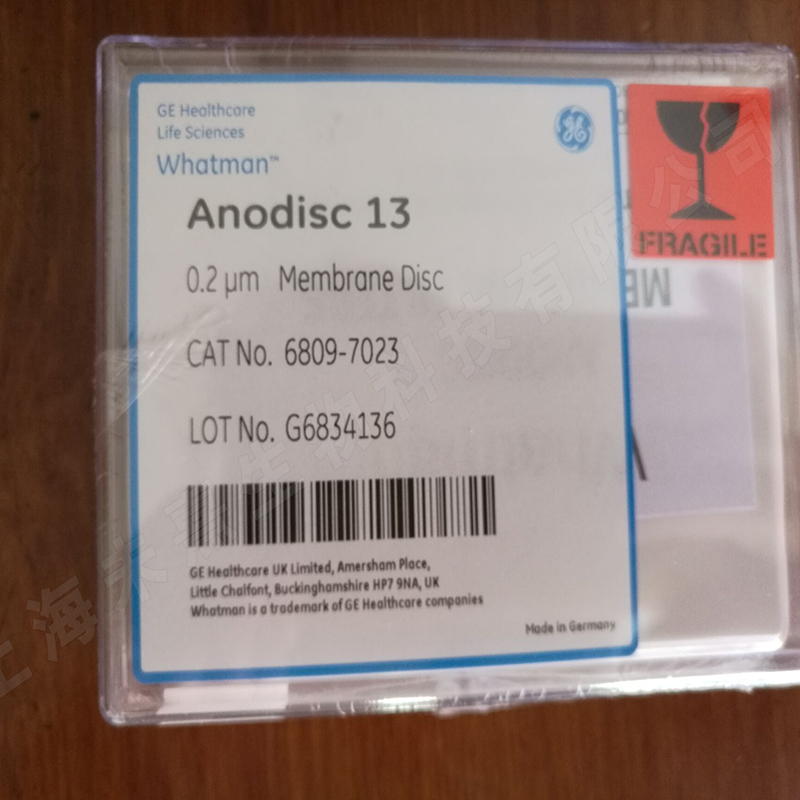 GE Healthcare
Life Sciences
Whatman™
Anodisc 13
0.2 µm Membrane Disc
CAT No. 6809-7023
LOT No. G6834136
GE Healthcare UK Limited, Amersham Place,
Little Chalfont, Buckinghamshire HP7 9NA, UK
Whatman is a trademark of GE Healthcare companies
Made in Germany
FRAGILE
ME